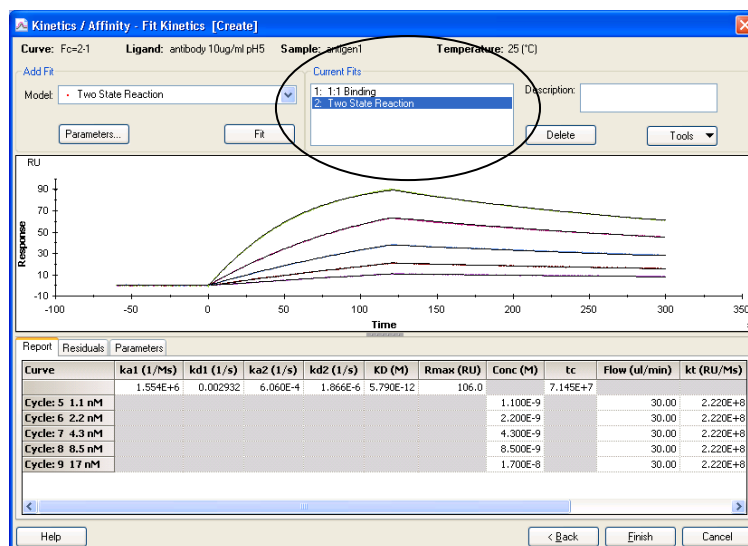 Kinetics / Affinity - Fit Kinetics [Create]
Curve: Fc=2-1 Ligand: antibody 10ug/ml pH5 Sample: antigen1 Temperature: 25 (°C)
Add Fit Current Fits
Model: Two State Reaction 1: 1:1 Binding Description:
2: Two State Reaction
Parameters... Fit Delete Tools
RU
90
70
50
30
10
-10
Response
-100 -50 0 50 100 150 200 250 300 350
Time
Report Residuals Parameters
Curve ka1 (1/Ms) kd1 (1/s) ka2 (1/s) kd2 (1/s) KD (M) Rmax (RU) Conc (M) tc Flow (ul/min) kt (RU/Ms)
1.554E+6 0.002932 6.060E-4 1.866E-6 5.790E-12 106.0 7.145E+7
Cycle: 5 1.1 nM 1.100E-9 30.00 2.220E+8
Cycle: 6 2.2 nM 2.200E-9 30.00 2.220E+8
Cycle: 7 4.3 nM 4.300E-9 30.00 2.220E+8
Cycle: 8 8.5 nM 8.500E-9 30.00 2.220E+8
Cycle: 9 17 nM 1.700E-8 30.00 2.220E+8
Help < Back Finish Cancel